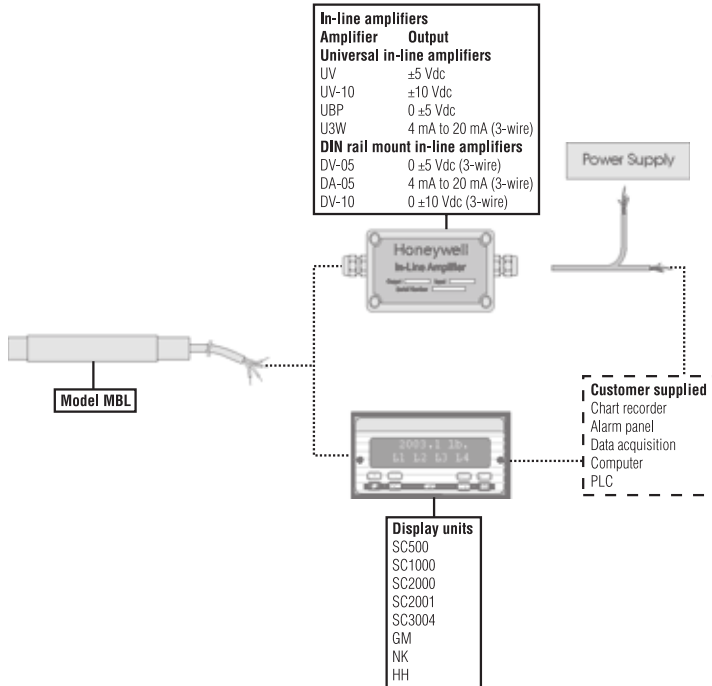 In-line amplifiers
Amplifier Output
Universal in-line amplifiers
UV ±5 Vdc
UV-10 ±10 Vdc
UBP 0 ±5 Vdc
U3W 4 mA to 20 mA (3-wire)
DIN rail mount in-line amplifiers
DV-05 0 ±5 Vdc (3-wire)
DA-05 4 mA to 20 mA (3-wire)
DV-10 0 ±10 Vdc (3-wire)
Power Supply
Honeywell
In-Line Amplifier
Output Input
Serial Number
Model MBL
2003.1 lb.
L1 L2 L3 L4
Customer supplied
Chart recorder
Alarm panel
Data acquisition
Computer
PLC
Display units
SC500
SC1000
SC2000
SC2001
SC3004
GM
NK
HH